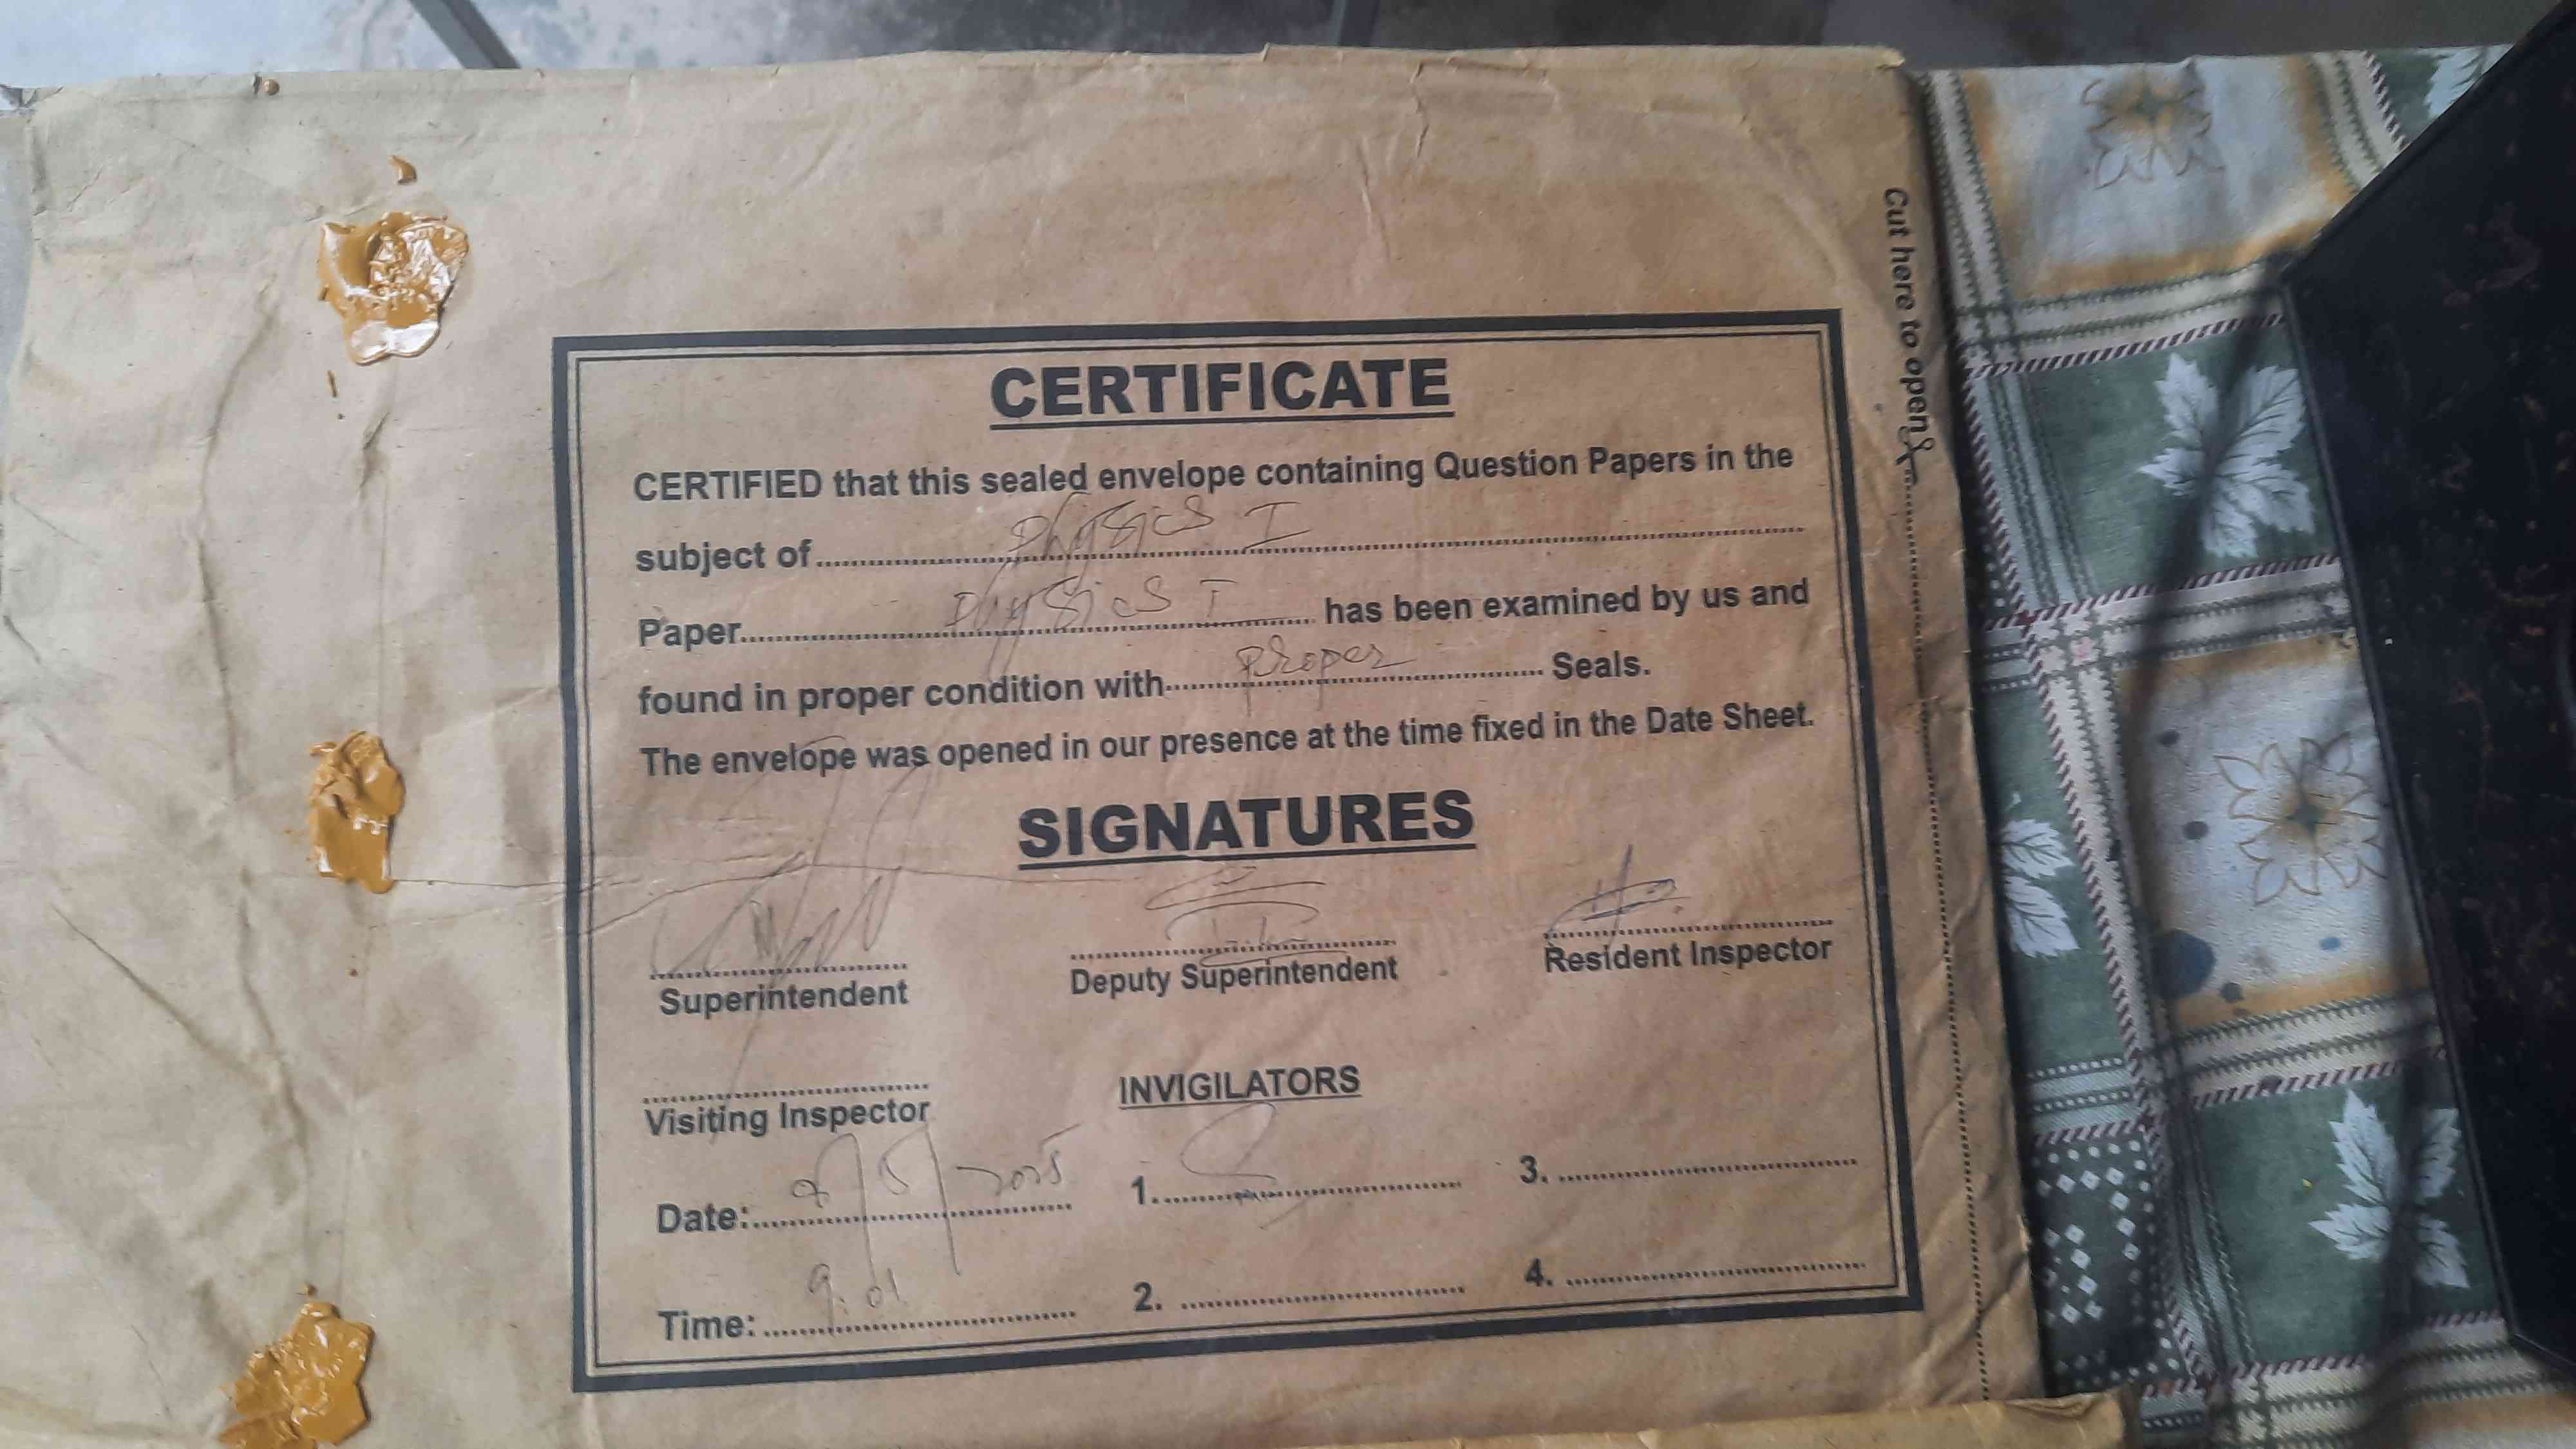 CERTIFICATE
CERTIFIED that this sealed envelope containing Question Papers in the
subject of Physics I
Paper Physics I has been examined by us and
found in proper condition with proper Seals.
The envelope was opened in our presence at the time fixed in the Date Sheet.
SIGNATURES
Superintendent Deputy Superintendent Resident Inspector
Visiting Inspector INVIGILATORS
Date: 1. 3.
Time: 9:01 2. 4.
Cut here to open